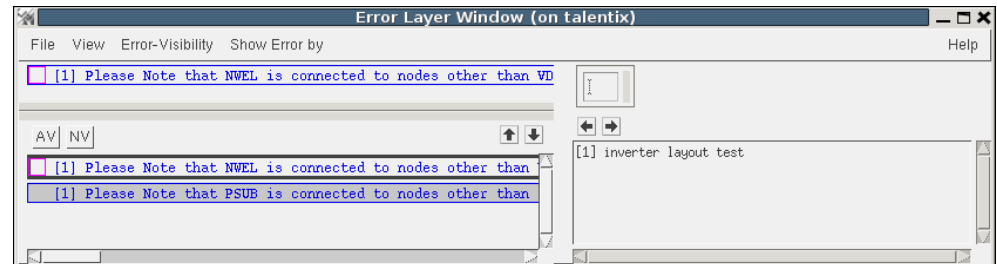 Error Layer Window (on talentix)
File View Error-Visibility Show Error by Help
[1] Please Note that NWEL is connected to nodes other than VD
AV NV
[1] Please Note that NWEL is connected to nodes other than
[1] Please Note that PSUB is connected to nodes other than
[1] inverter layout test